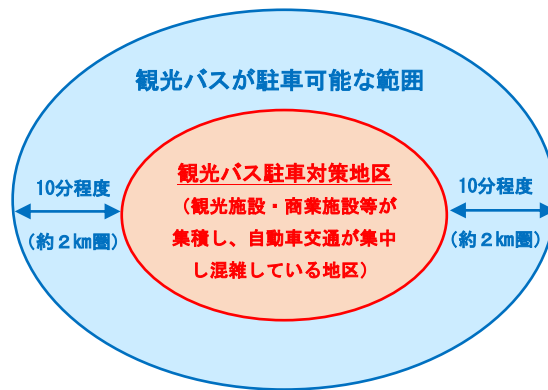 観光バスが駐車可能な範囲
観光バス駐車対策地区
（観光施設・商業施設等が
集積し、自動車交通が集中
し混雑している地区）
10分程度
（約２㎞圏）
10分程度
（約２㎞圏）